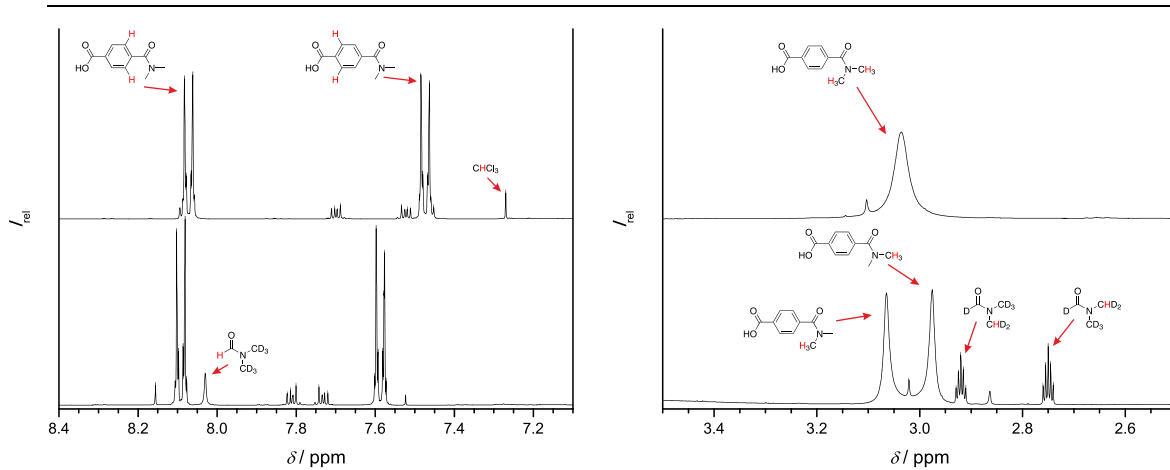 H
O
O
N
HO
H
H
O
O
N
HO
H
CHCl3
Irel
O
H
N
CD3
CD3
8.4
8.2
8.0
7.8
7.6
7.4
7.2
δ / ppm
O
O
N
CH3
HO
H3C
Irel
O
O
N
CH3
HO
O
O
N
HO
H3C
O
D
N
CD3
CHD2
O
D
N
CHD2
CD3
3.4
3.2
3.0
2.8
2.6
δ / ppm